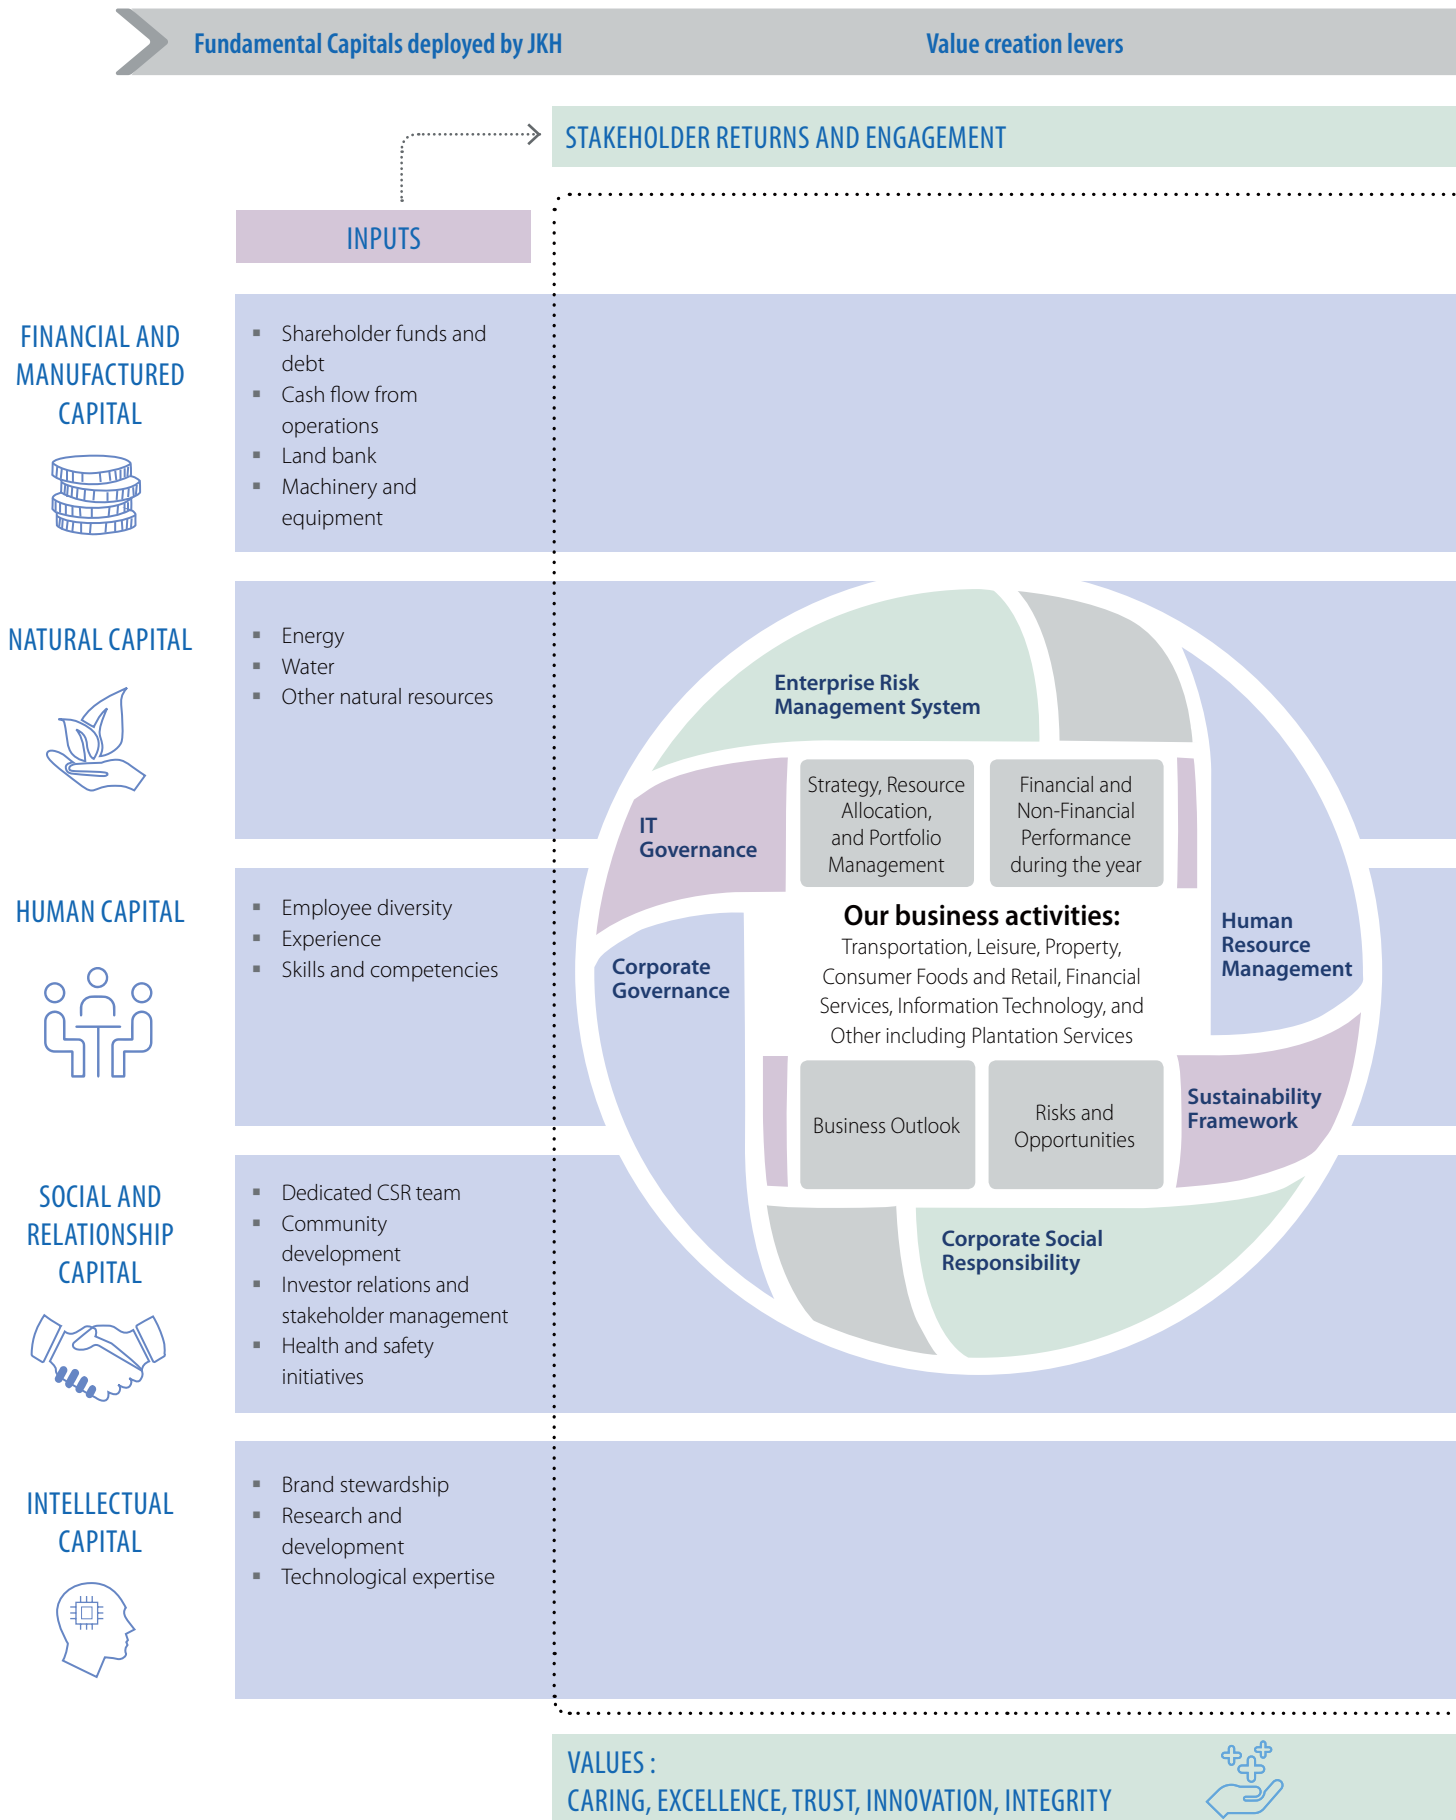 Fundamental Capitals deployed by JKH
Value creation levers
STAKEHOLDER RETURNS AND ENGAGEMENT
INPUTS
FINANCIAL AND
MANUFACTURED
CAPITAL
▪ Shareholder funds and
debt
▪ Cash flow from
operations
▪ Land bank
▪ Machinery and
equipment
NATURAL CAPITAL
▪ Energy
▪ Water
▪ Other natural resources
HUMAN CAPITAL
▪ Employee diversity
▪ Experience
▪ Skills and competencies
SOCIAL AND
RELATIONSHIP
CAPITAL
▪ Dedicated CSR team
▪ Community
development
▪ Investor relations and
stakeholder management
▪ Health and safety
initiatives
INTELLECTUAL
CAPITAL
▪ Brand stewardship
▪ Research and
development
▪ Technological expertise
Enterprise Risk
Management System
IT
Governance
Strategy, Resource
Allocation,
and Portfolio
Management
Financial and
Non-Financial
Performance
during the year
Corporate
Governance
Our business activities:
Transportation, Leisure, Property,
Consumer Foods and Retail, Financial
Services, Information Technology, and
Other including Plantation Services
Human
Resource
Management
Business Outlook
Risks and
Opportunities
Sustainability
Framework
Corporate Social
Responsibility
VALUES :
CARING, EXCELLENCE, TRUST, INNOVATION, INTEGRITY